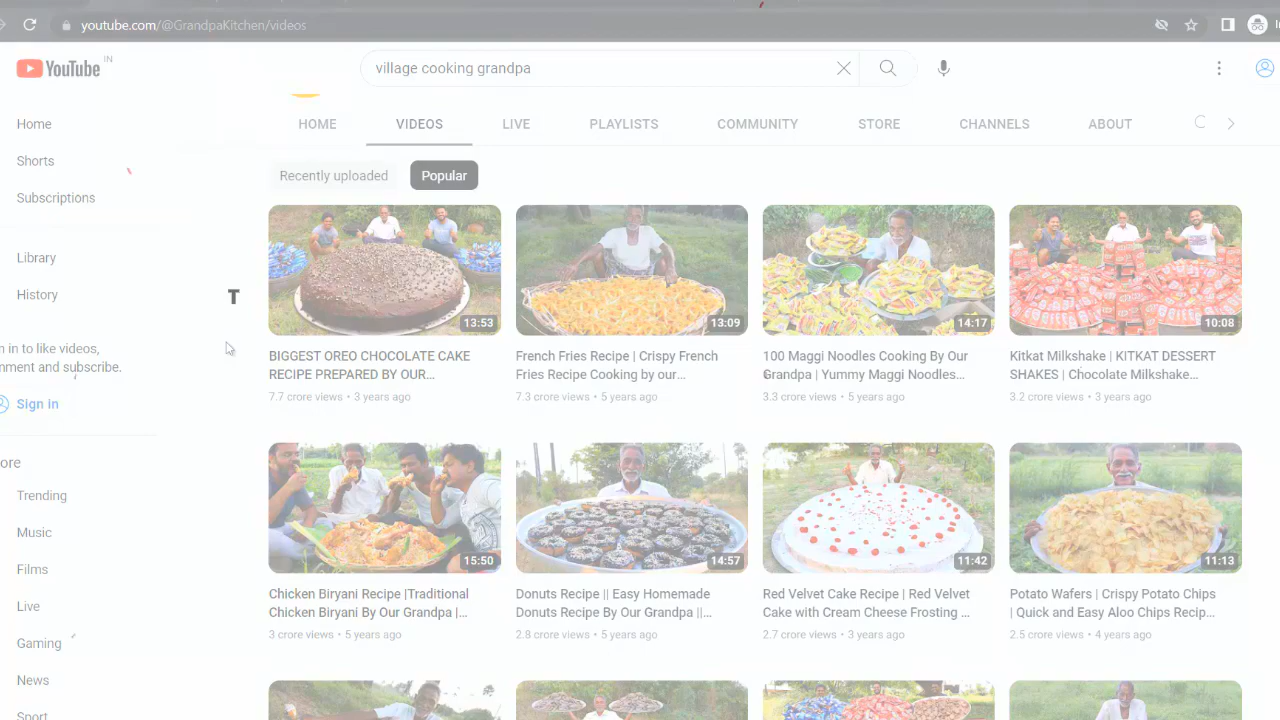 youtube.com/@GrandpaKitchen/videos
YouTube IN
village cooking grandpa
HOME VIDEOS LIVE PLAYLISTS COMMUNITY STORE CHANNELS ABOUT
Recently uploaded Popular
Home
Shorts
Subscriptions
Library
History
T
n in to like videos,
mment and subscribe.
Sign in
ore
Trending
Music
Films
Live
Gaming
News
Sport
13:53
BIGGEST OREO CHOCOLATE CAKE
RECIPE PREPARED BY OUR...
7.7 crore views • 3 years ago
13:09
French Fries Recipe | Crispy French
Fries Recipe Cooking by our...
7.3 crore views • 5 years ago
14:17
100 Maggi Noodles Cooking By Our
Grandpa | Yummy Maggi Noodles...
3.3 crore views • 5 years ago
10:08
Kitkat Milkshake | KITKAT DESSERT
SHAKES | Chocolate Milkshake...
3.2 crore views • 3 years ago
15:50
Chicken Biryani Recipe |Traditional
Chicken Biryani By Our Grandpa |...
3 crore views • 5 years ago
14:57
Donuts Recipe || Easy Homemade
Donuts Recipe By Our Grandpa ||...
2.8 crore views • 5 years ago
11:42
Red Velvet Cake Recipe | Red Velvet
Cake with Cream Cheese Frosting ...
2.7 crore views • 3 years ago
11:13
Potato Wafers | Crispy Potato Chips
| Quick and Easy Aloo Chips Recip...
2.5 crore views • 4 years ago